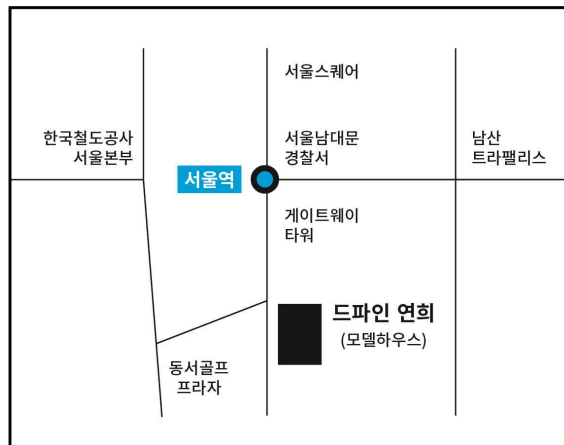 서울스퀘어
한국철도공사
서울본부
서울남대문
경찰서
남산
트라팰리스
서울역
게이트웨이
타워
드파인 연희
(모델하우스)
동서골프
프라자